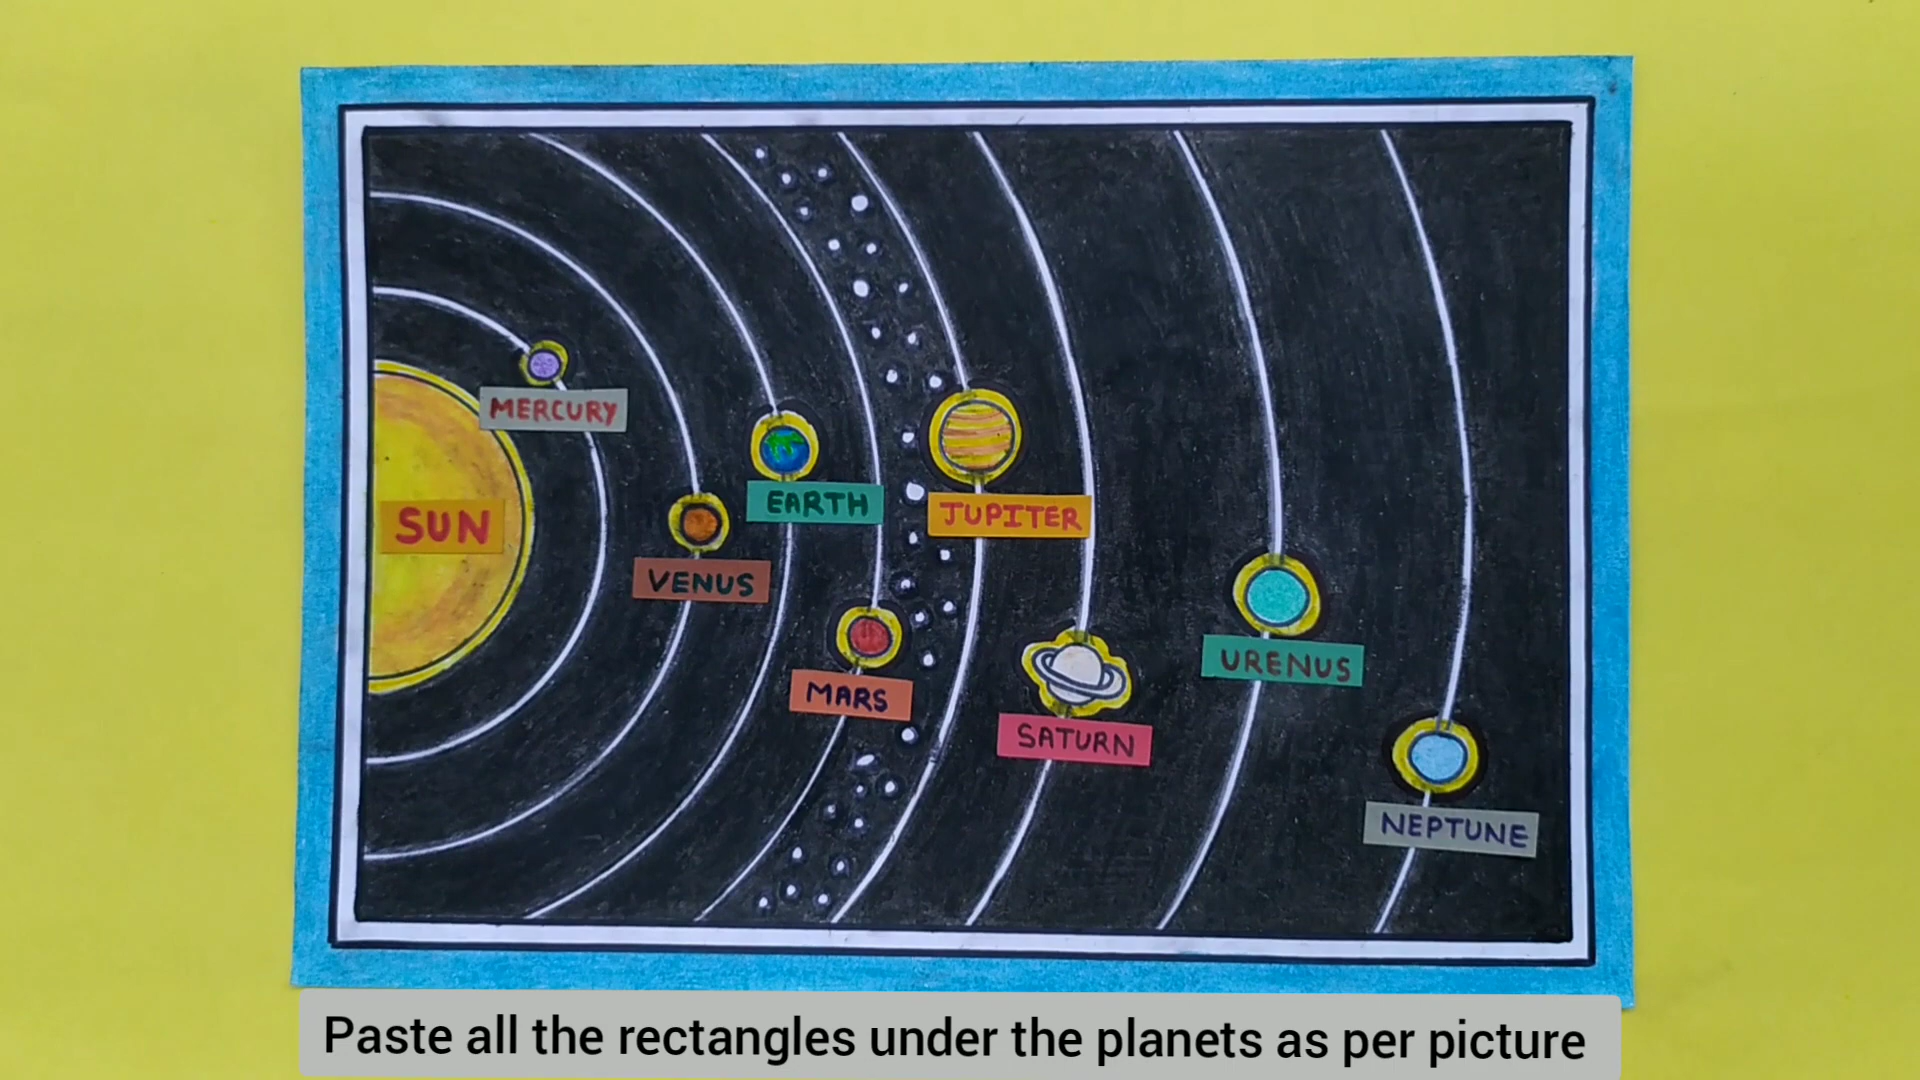 MERCURY
EARTH
SUN
JUPITER
VENUS
URENUS
MARS
SATURN
NEPTUNE
Paste all the rectangles under the planets as per picture